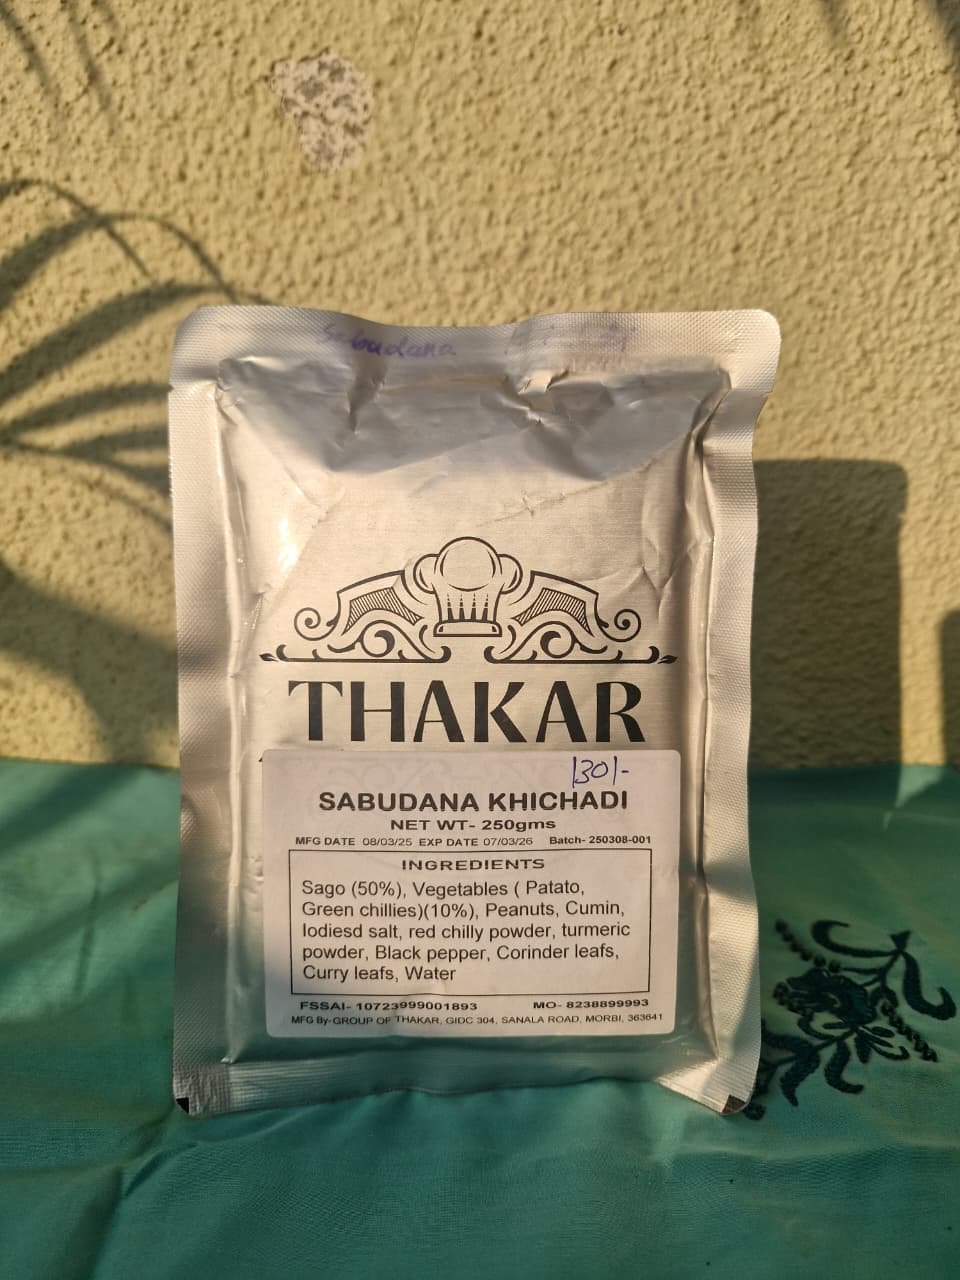 Sabudana
THAKAR
130/-
SABUDANA KHICHADI
NET WT- 250gms
MFG DATE 08/03/25 EXP DATE 07/03/26 Batch- 250308-001
INGREDIENTS
Sago (50%), Vegetables ( Patato,
Green chillies)(10%), Peanuts, Cumin,
Iodiesd salt, red chilly powder, turmeric
powder, Black pepper, Corinder leafs,
Curry leafs, Water
FSSAI- 10723999001893 MO- 8238899993
MFG By-GROUP OF THAKAR, GIDC 304, SANALA ROAD, MORBI, 363641